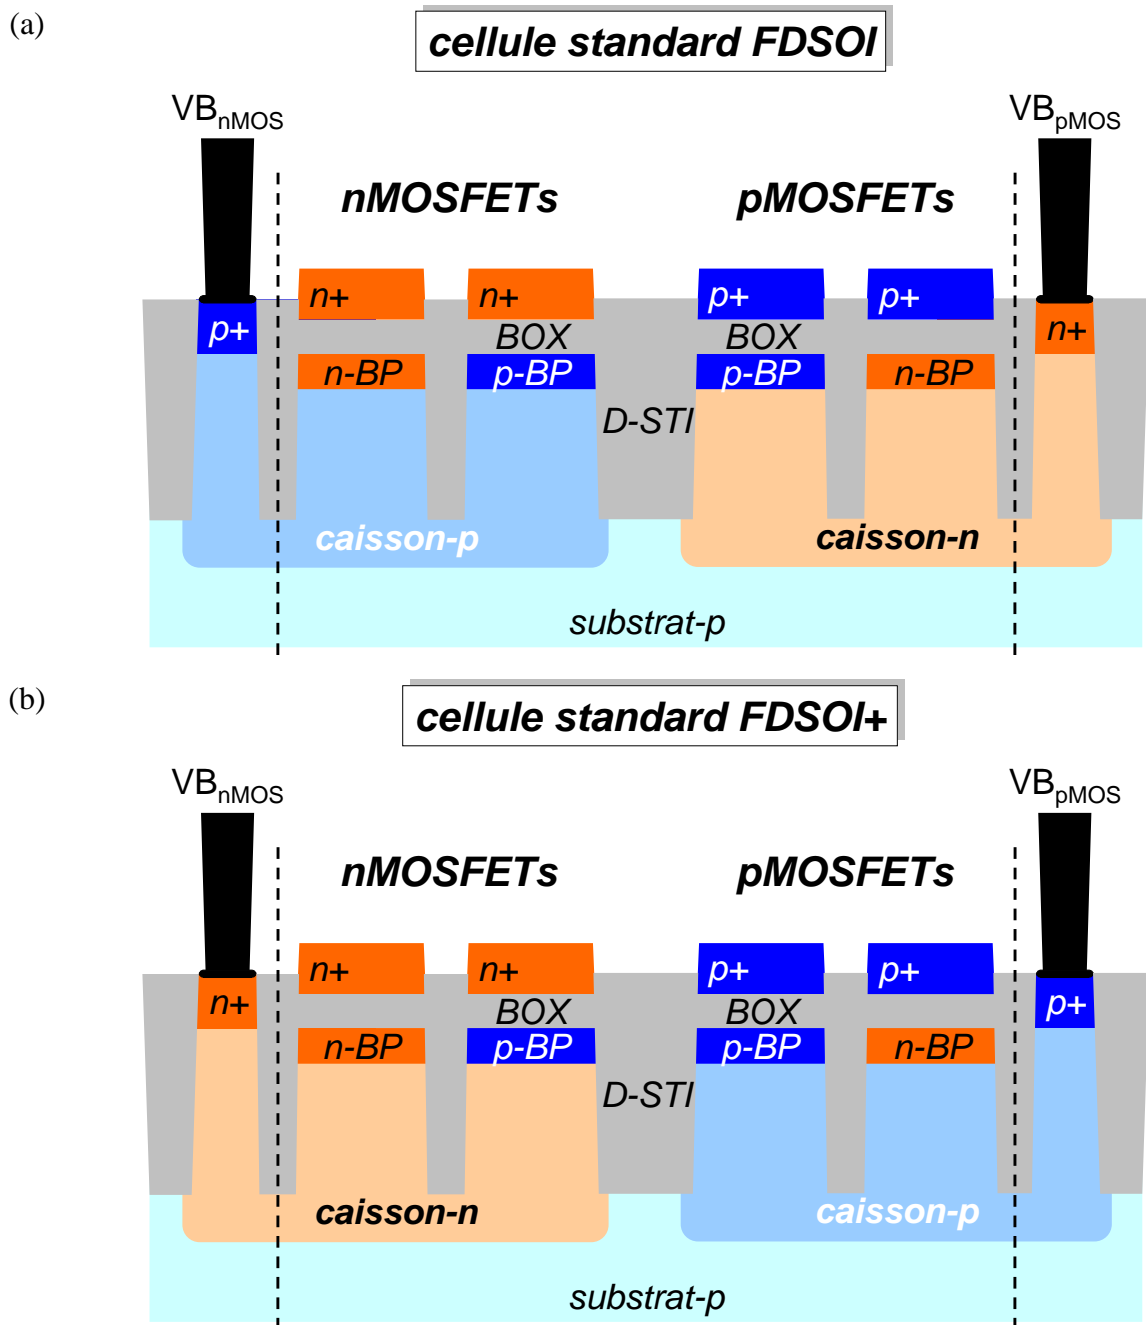 (a)
cellule standard FDSOI
VBnMOS VBpMOS
nMOSFETs pMOSFETs
n+ n+ p+ p+
p+ BOX BOX n+
n-BP p-BP p-BP n-BP
D-STI
caisson-p caisson-n
substrat-p
(b)
cellule standard FDSOI+
VBnMOS VBpMOS
nMOSFETs pMOSFETs
n+ n+ p+ p+
n+ BOX BOX p+
n-BP p-BP p-BP n-BP
D-STI
caisson-n caisson-p
substrat-p